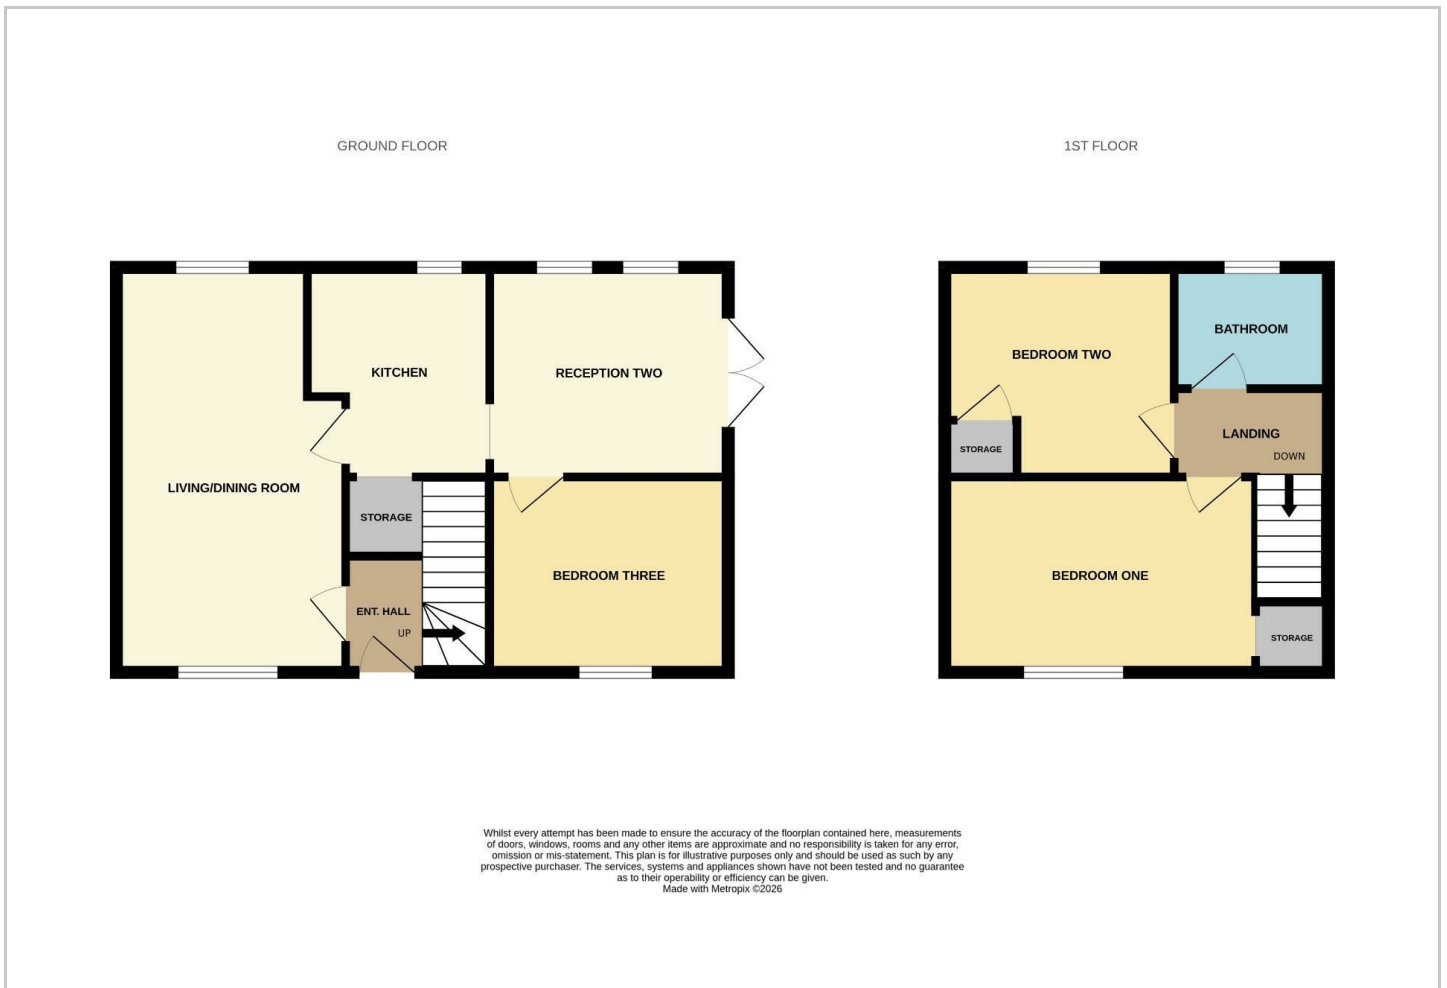 GROUND FLOOR
LIVING/DINING ROOM
KITCHEN
RECEPTION TWO
STORAGE
ENT. HALL
UP
BEDROOM THREE
1ST FLOOR
BEDROOM TWO
BATHROOM
STORAGE
LANDING
DOWN
BEDROOM ONE
STORAGE
Whilst every attempt has been made to ensure the accuracy of the floorplan contained here, measurements
of doors, windows, rooms and any other items are approximate and no responsibility is taken for any error,
omission or mis-statement. This plan is for illustrative purposes only and should be used as such by any
prospective purchaser. The services, systems and appliances shown have not been tested and no guarantee
as to their operability or efficiency can be given.
Made with Metropix ©2026